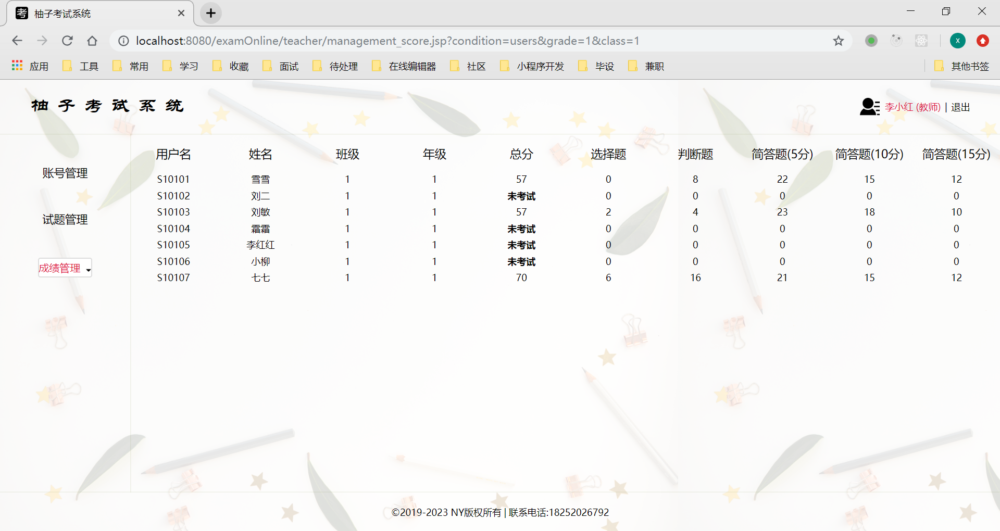 柚子考试系统
localhost:8080/examOnline/teacher/management_score.jsp?condition=users&grade=1&class=1
x
应用 工具 常用 学习 收藏 面试 待处理 在线编辑器 社区 小程序开发 毕设 兼职 其他书签
柚子考试系统
李小红 (教师) | 退出
账号管理
试题管理
成绩管理
用户名 姓名 班级 年级 总分 选择题 判断题 简答题(5分) 简答题(10分) 简答题(15分)
S10101 雪雪 1 1 57 0 8 22 15 12
S10102 刘二 1 1 未考试 0 0 0 0 0
S10103 刘敏 1 1 57 2 4 23 18 10
S10104 霜霜 1 1 未考试 0 0 0 0 0
S10105 李红红 1 1 未考试 0 0 0 0 0
S10106 小柳 1 1 未考试 0 0 0 0 0
S10107 七七 1 1 70 6 16 21 15 12
©2019-2023 NY版权所有 | 联系电话:18252026792